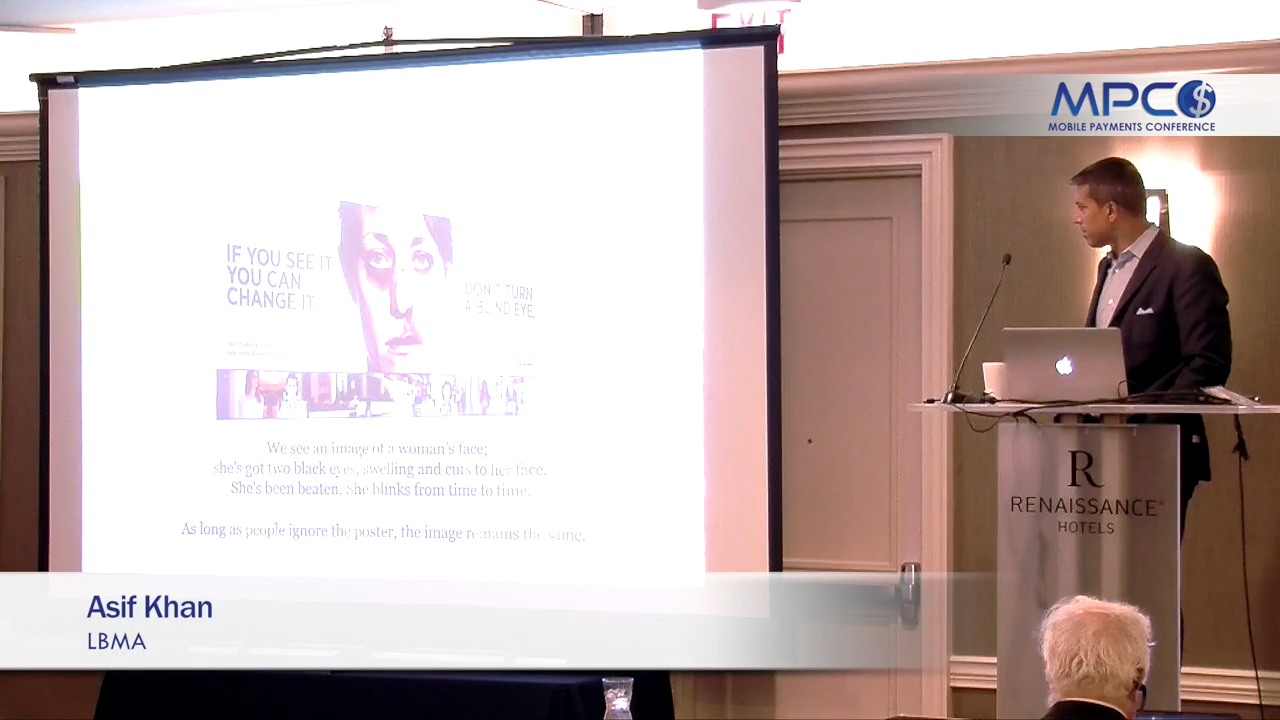 EXIT
MPC$
MOBILE PAYMENTS CONFERENCE
IF YOU SEE IT
YOU CAN
CHANGE IT.
DON'T TURN
A BLIND EYE.
We see an image of a woman's face;
she's got two black eyes, swelling and cuts to her face.
She's been beaten. She blinks from time to time.
As long as people ignore the poster, the image remains the same.
R
RENAISSANCE
HOTELS
Asif Khan
LBMA